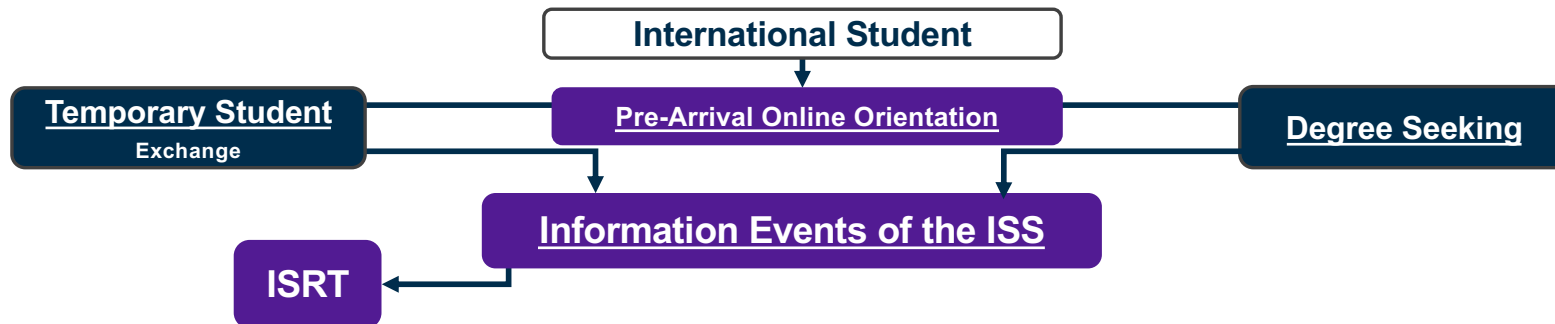 International Student
Temporary Student
Exchange
Pre-Arrival Online Orientation
Degree Seeking
Information Events of the ISS
ISRT